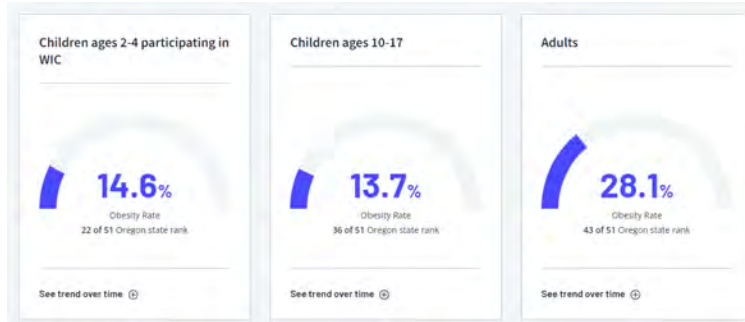 Children ages 2-4 participating in
WIC
14.6%
Obesity Rate
22 of 51 Oregon state rank
See trend over time
Children ages 10-17
13.7%
Obesity Rate
36 of 51 Oregon state rank
See trend over time
Adults
28.1%
Obesity Rate
43 of 51 Oregon state rank
See trend over time